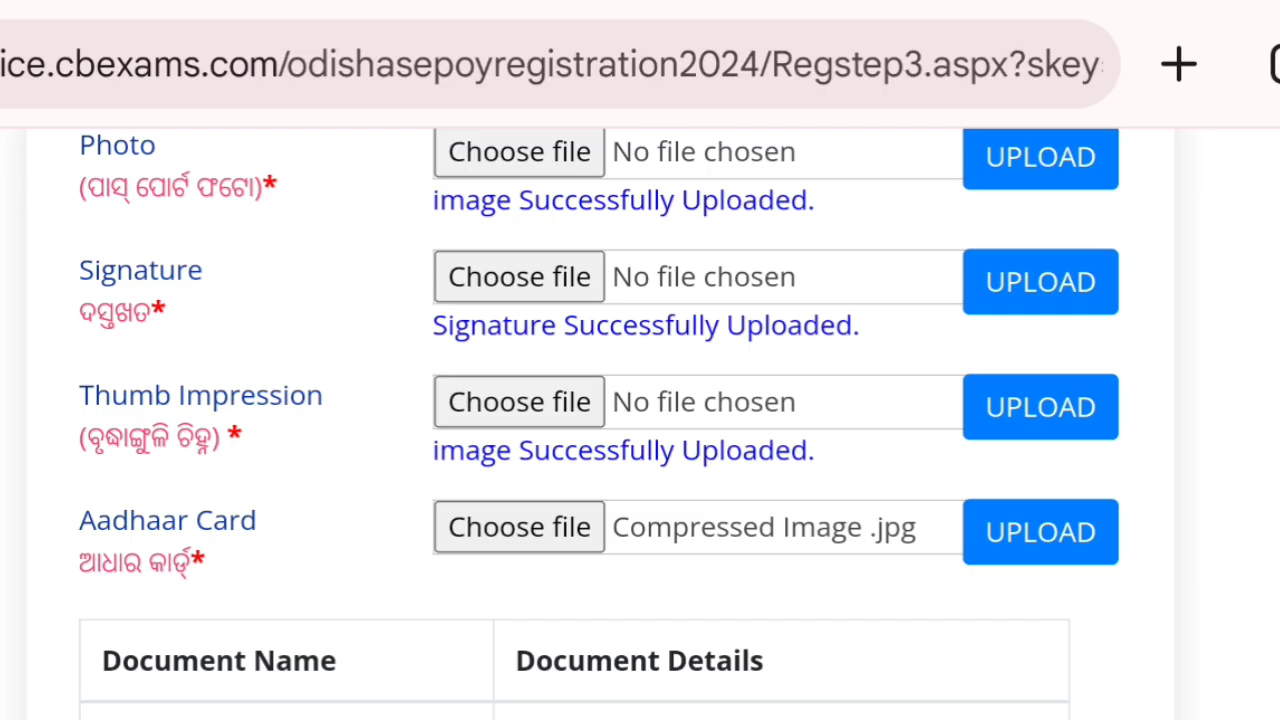 ice.cbexams.com/odishasepoyregistration2024/Regstep3.aspx?skey
Photo
(ପାସ୍ ପୋର୍ଟ ଫଟୋ)*
Choose file No file chosen UPLOAD
image Successfully Uploaded.
Signature
ଦସ୍ତଖତ*
Choose file No file chosen UPLOAD
Signature Successfully Uploaded.
Thumb Impression
(ବୃଦ୍ଧାଙ୍ଗୁଳି ଚିହ୍ନ) *
Choose file No file chosen UPLOAD
image Successfully Uploaded.
Aadhaar Card
ଆଧାର କାର୍ଡ୍*
Choose file Compressed Image .jpg UPLOAD
Document Name Document Details